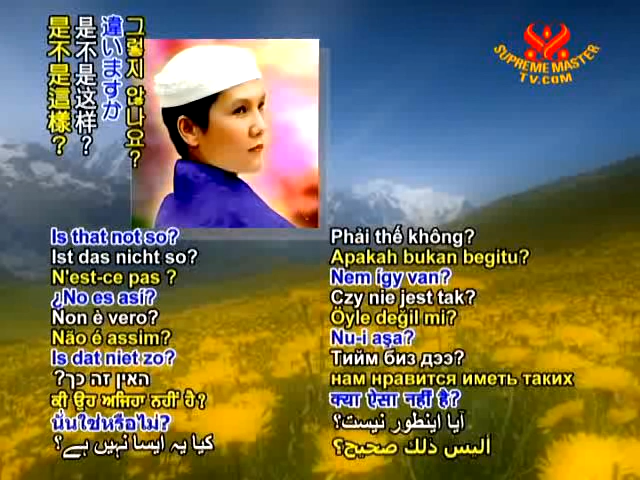 그렇지 않나요?
違いますか
是不是这样?
是不是這樣?
SUPREME MASTER
TV.COM
Is that not so?
Ist das nicht so?
N'est-ce pas ?
¿No es así?
Non è vero?
Não é assim?
Is dat niet zo?
האין זה כך?
ਕੀ ਉਹ ਅਜਿਹਾ ਨਹੀਂ ਹੈ?
นั่นใช่หรือไม่?
کیا یہ ایسا نہیں ہے؟
Phải thế không?
Apakah bukan begitu?
Nem így van?
Czy nie jest tak?
Öyle değil mi?
Nu-i aşa?
Тийм биз дээ?
нам нравится иметь таких
क्या ऐसा नहीं है?
آیا اینطور نیست؟
أليس ذلك صحيح؟